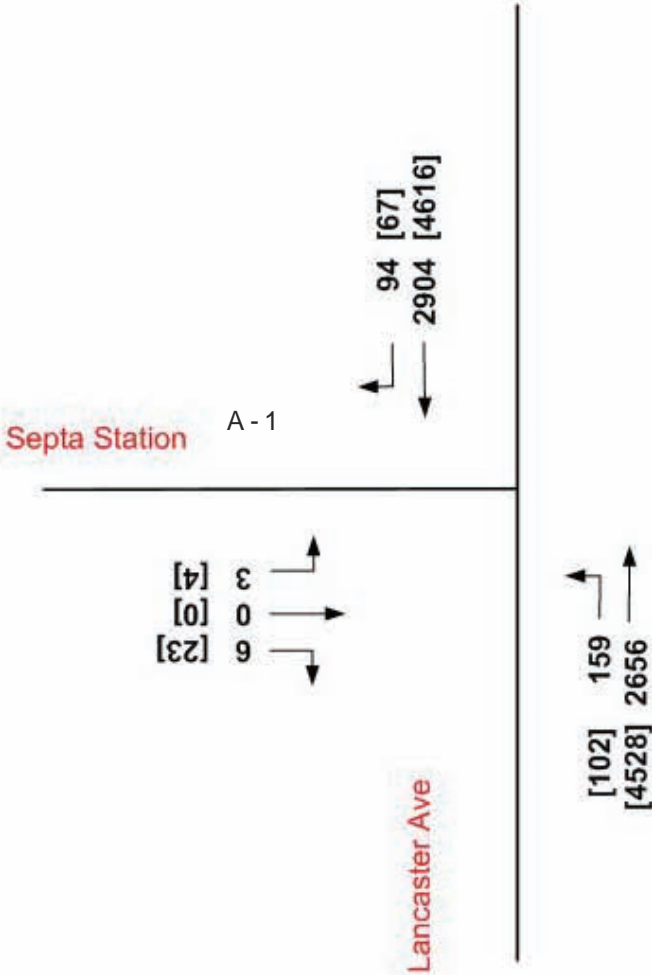 Septa Station
A - 1
94 [67]
2904 [4616]
9 [23]
0 [0]
3 [4]
Lancaster Ave
[102] 159
[4528] 2656